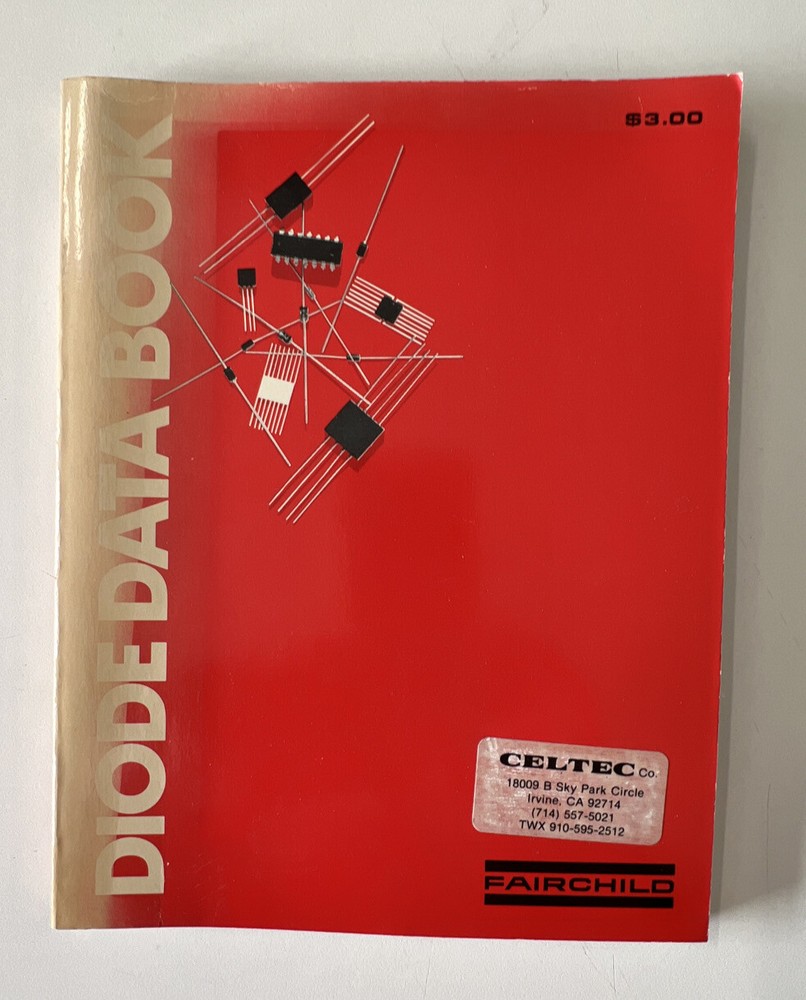 $3.00
DIODE DATA BOOK
CELTEC Co.
18009 B Sky Park Circle
Irvine, CA 92714
(714) 557-5021
TWX 910-595-2512
FAIRCHILD